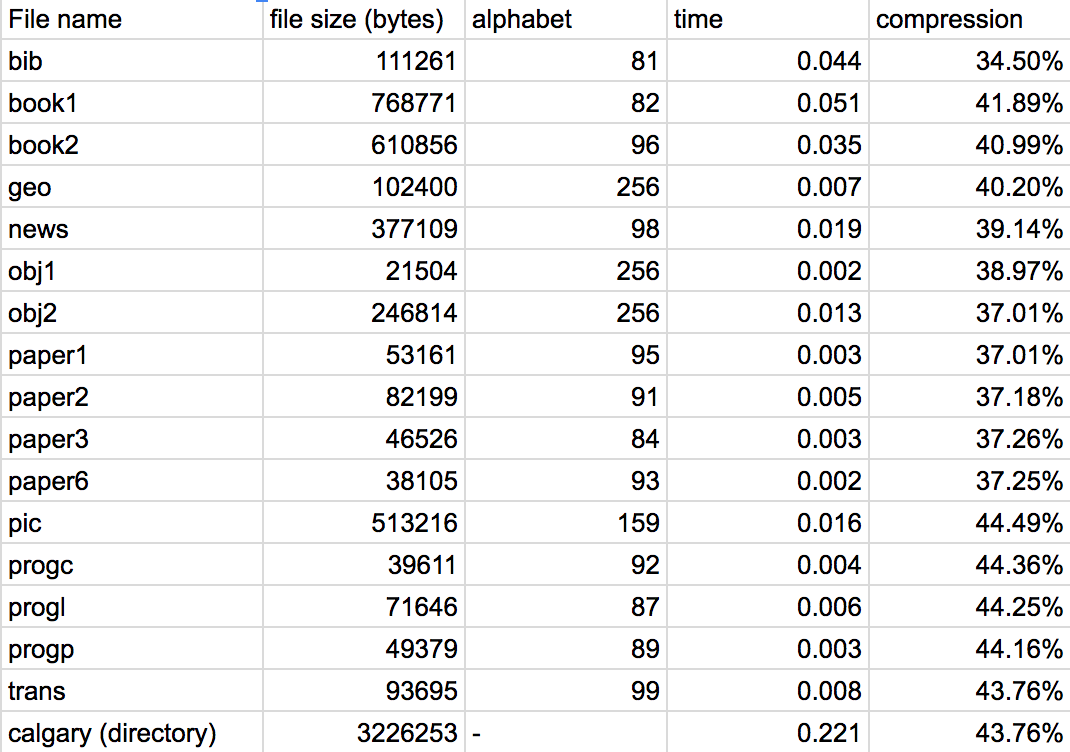 File name file size (bytes) alphabet time compression
bib 111261 81 0.044 34.50%
book1 768771 82 0.051 41.89%
book2 610856 96 0.035 40.99%
geo 102400 256 0.007 40.20%
news 377109 98 0.019 39.14%
obj1 21504 256 0.002 38.97%
obj2 246814 256 0.013 37.01%
paper1 53161 95 0.003 37.01%
paper2 82199 91 0.005 37.18%
paper3 46526 84 0.003 37.26%
paper6 38105 93 0.002 37.25%
pic 513216 159 0.016 44.49%
progc 39611 92 0.004 44.36%
progl 71646 87 0.006 44.25%
progp 49379 89 0.003 44.16%
trans 93695 99 0.008 43.76%
calgary (directory) 3226253 - 0.221 43.76%